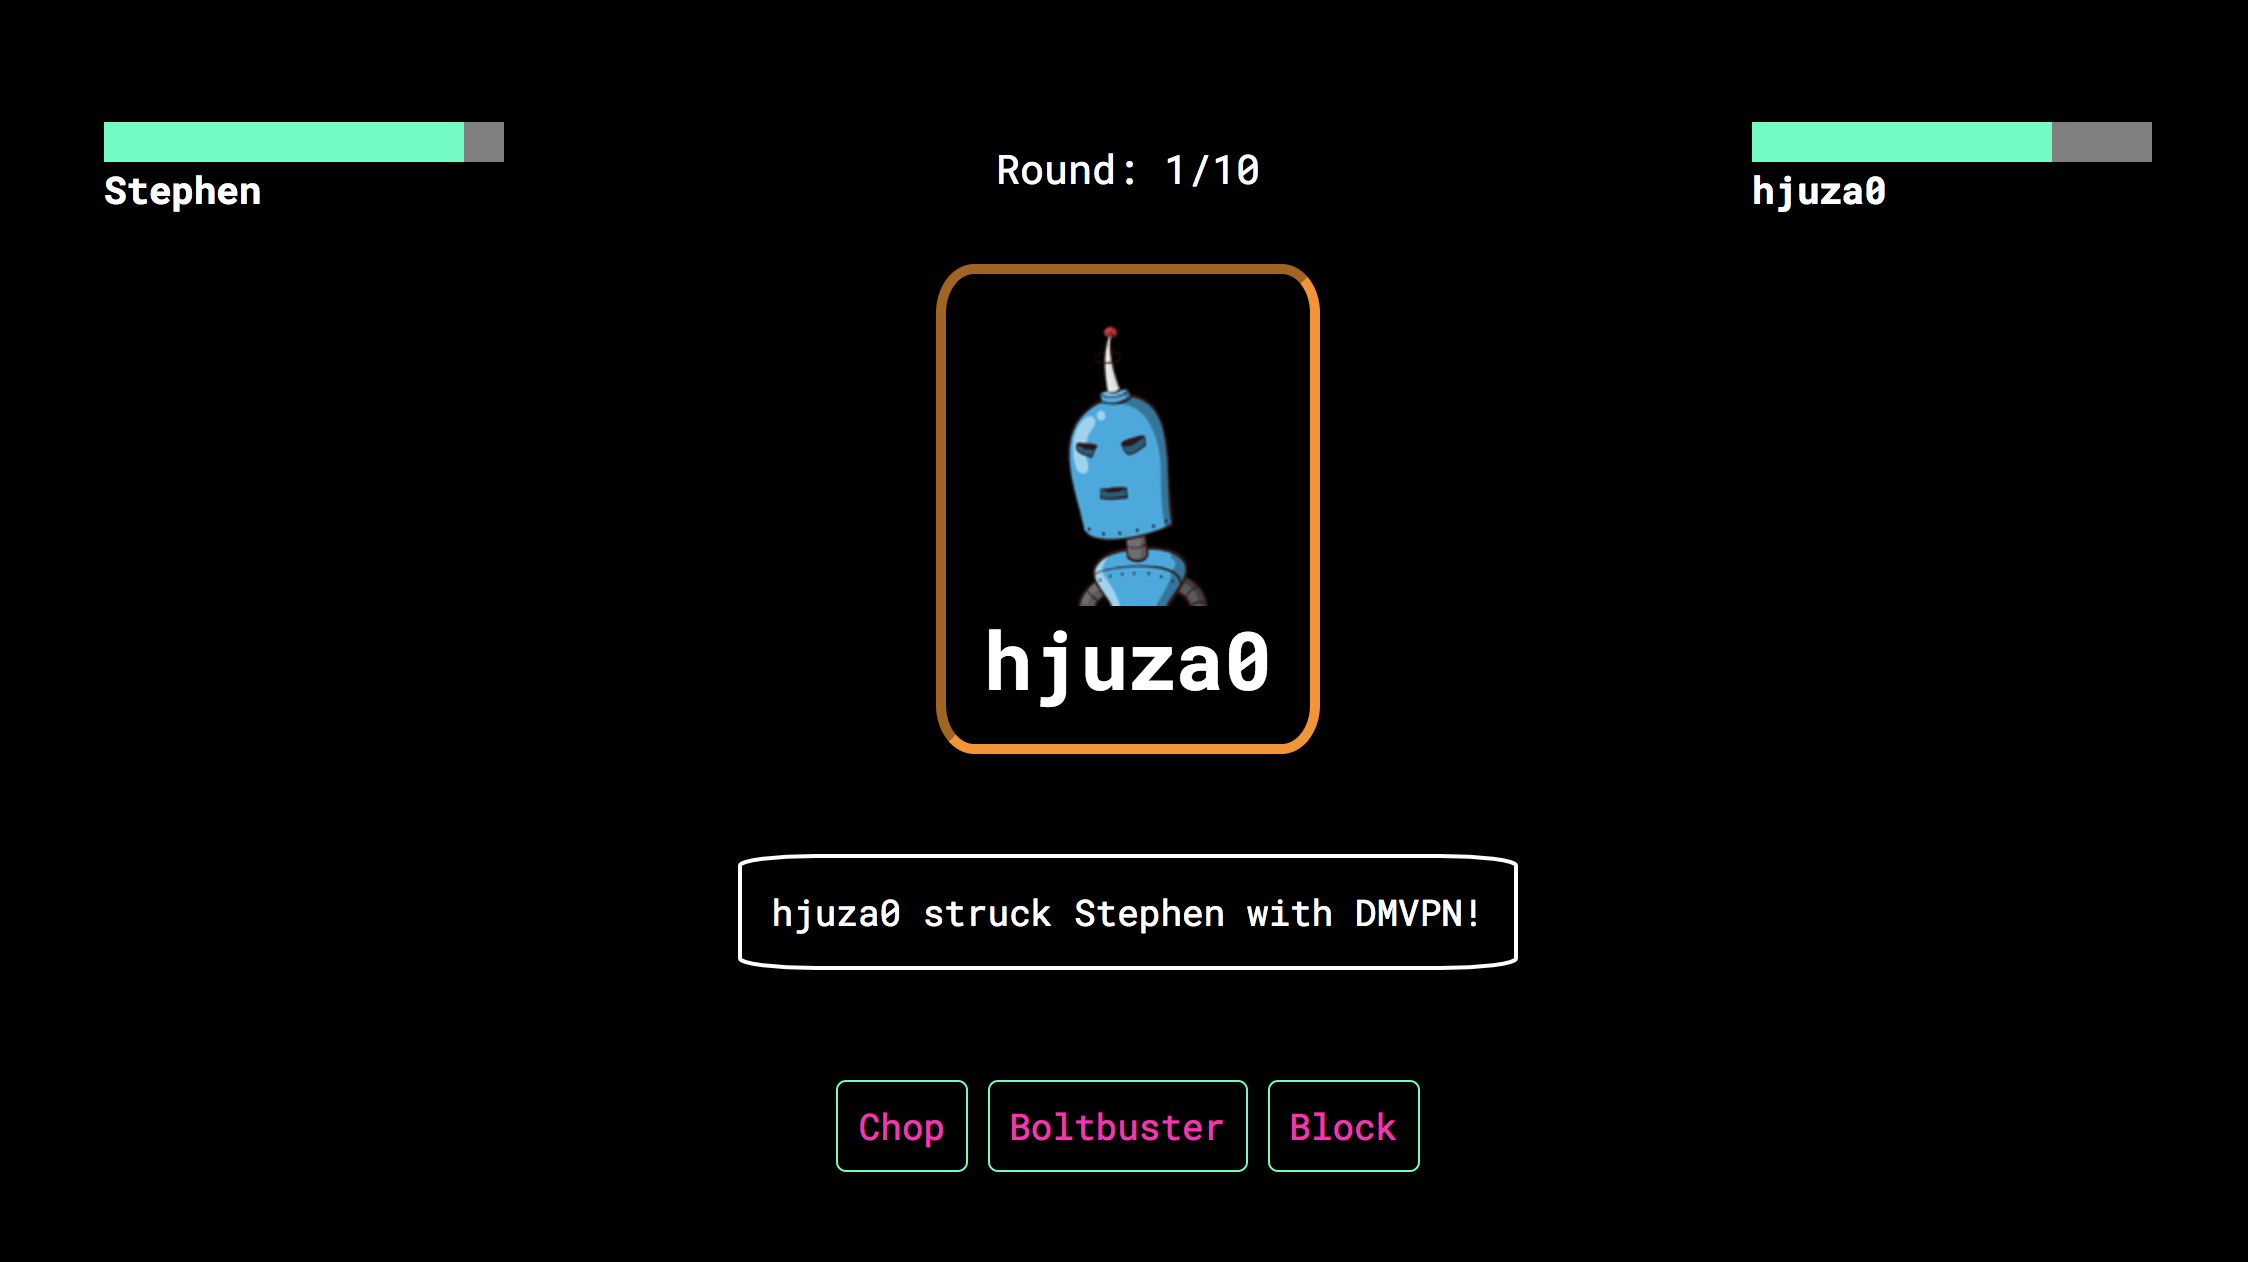 Stephen
Round: 1/10
hjuza0
hjuza0
hjuza0 struck Stephen with DMVPN!
Chop
Boltbuster
Block